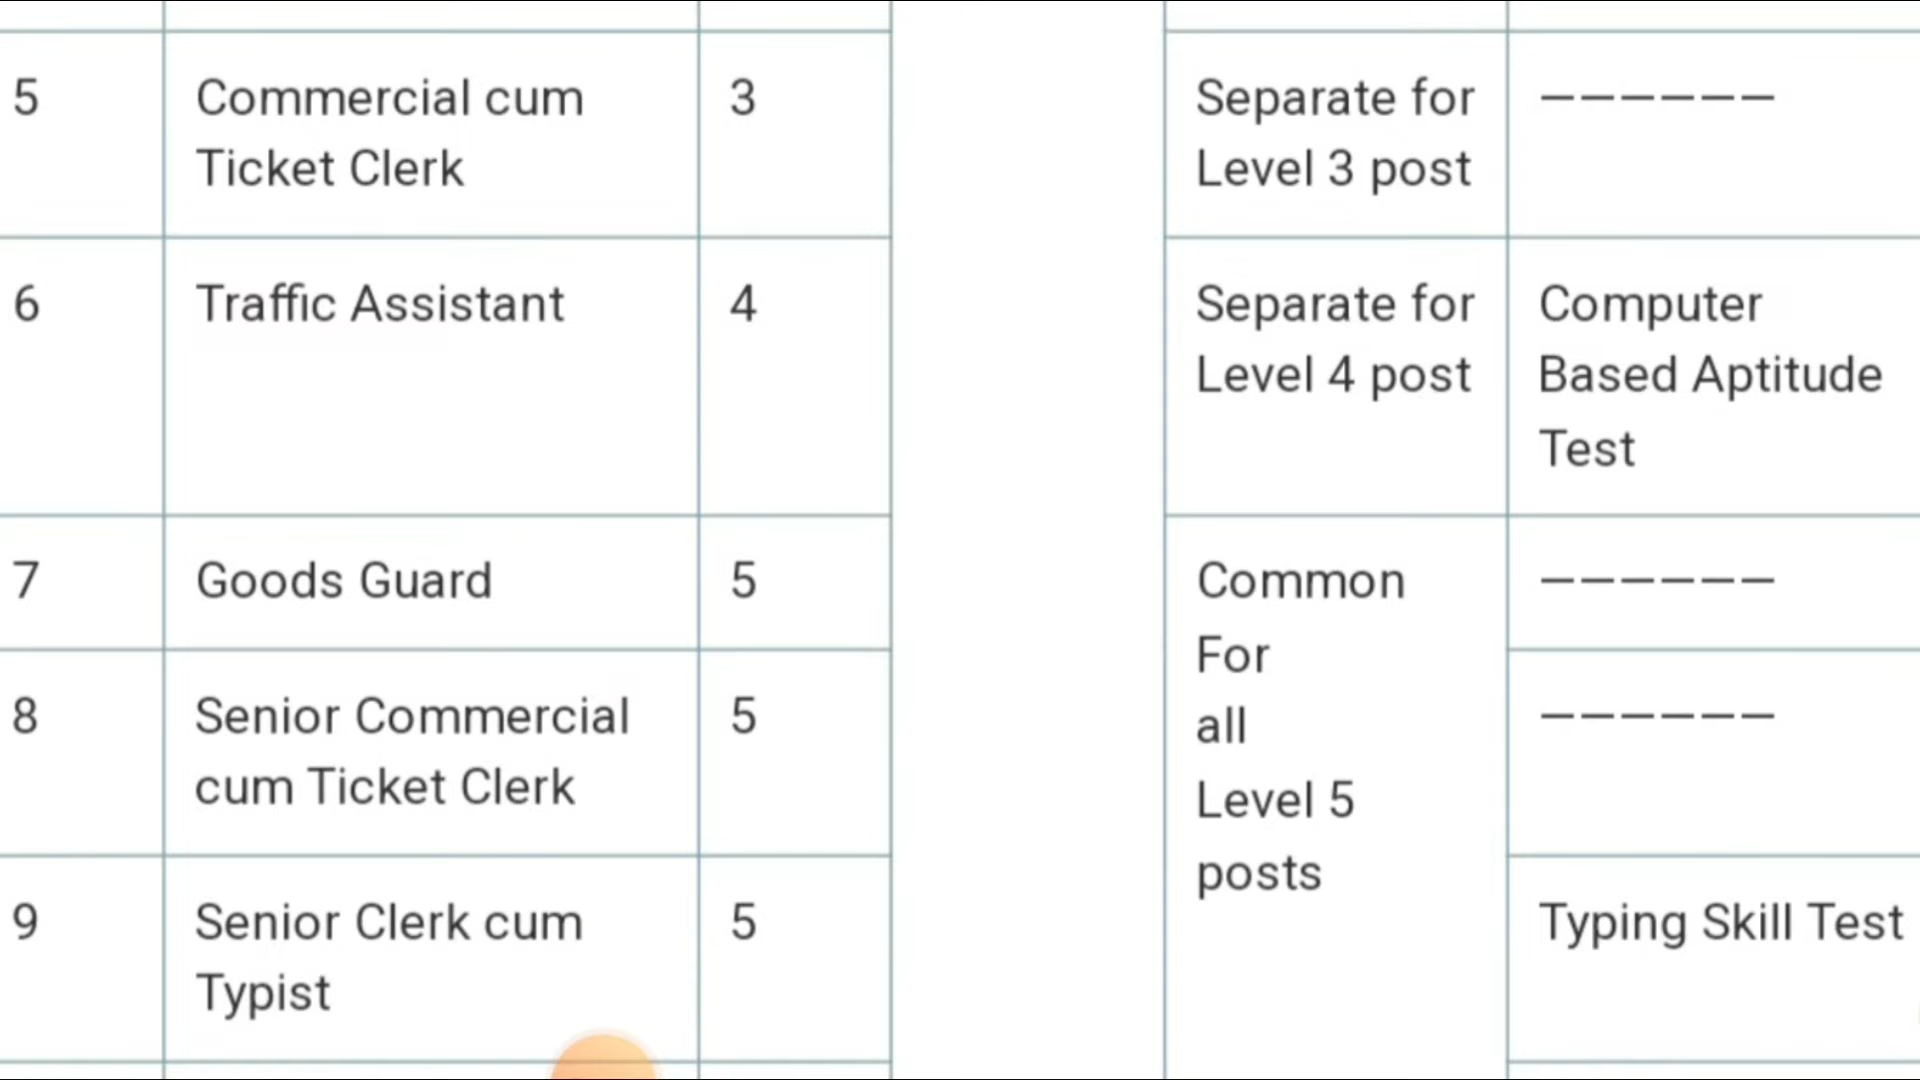 5 Commercial cum 3 Separate for ——————
Ticket Clerk Level 3 post
6 Traffic Assistant 4 Separate for Computer
Level 4 post Based Aptitude
Test
7 Goods Guard 5 Common ——————
For
8 Senior Commercial 5 all ——————
cum Ticket Clerk Level 5
posts
9 Senior Clerk cum 5 Typing Skill Test
Typist